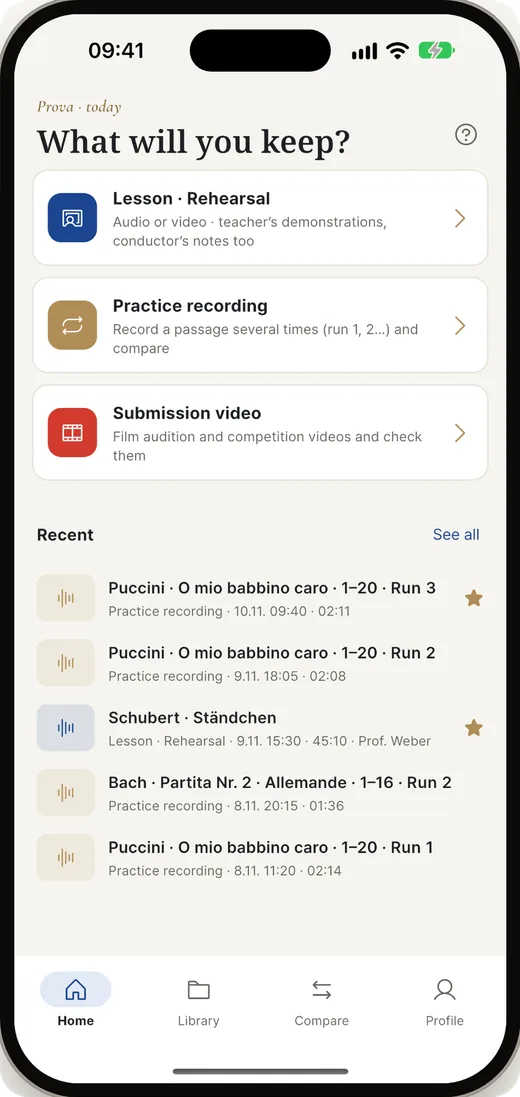 09:41
Prova · today
What will you keep?
Lesson · Rehearsal
Audio or video · teacher’s demonstrations,
conductor’s notes too
Practice recording
Record a passage several times (run 1, 2…) and
compare
Submission video
Film audition and competition videos and check
them
Recent
See all
Puccini · O mio babbino caro · 1–20 · Run 3
Practice recording · 10.11. 09:40 · 02:11
Puccini · O mio babbino caro · 1–20 · Run 2
Practice recording · 9.11. 18:05 · 02:08
Schubert · Ständchen
Lesson · Rehearsal · 9.11. 15:30 · 45:10 · Prof. Weber
Bach · Partita Nr. 2 · Allemande · 1–16 · Run 2
Practice recording · 8.11. 20:15 · 01:36
Puccini · O mio babbino caro · 1–20 · Run 1
Practice recording · 8.11. 11:20 · 02:14
Home
Library
Compare
Profile